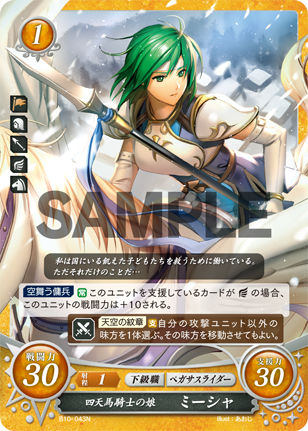 1
SAMPLE
私は国にいる飢えた子どもたちを救うために働いている。
ただそれだけのことだ…
空舞う傭兵 常 このユニットを支援しているカードが の場合、
このユニットの戦闘力は+10される。
天空の紋章 支 自分の攻撃ユニット以外の
味方を1体選ぶ。その味方を移動させてもよい。
戦闘力
30
射程 1
下級職
ペガサスライダー
支援力
30
四天馬騎士の娘 ミーシャ
B10-043N
Illust:あおじ